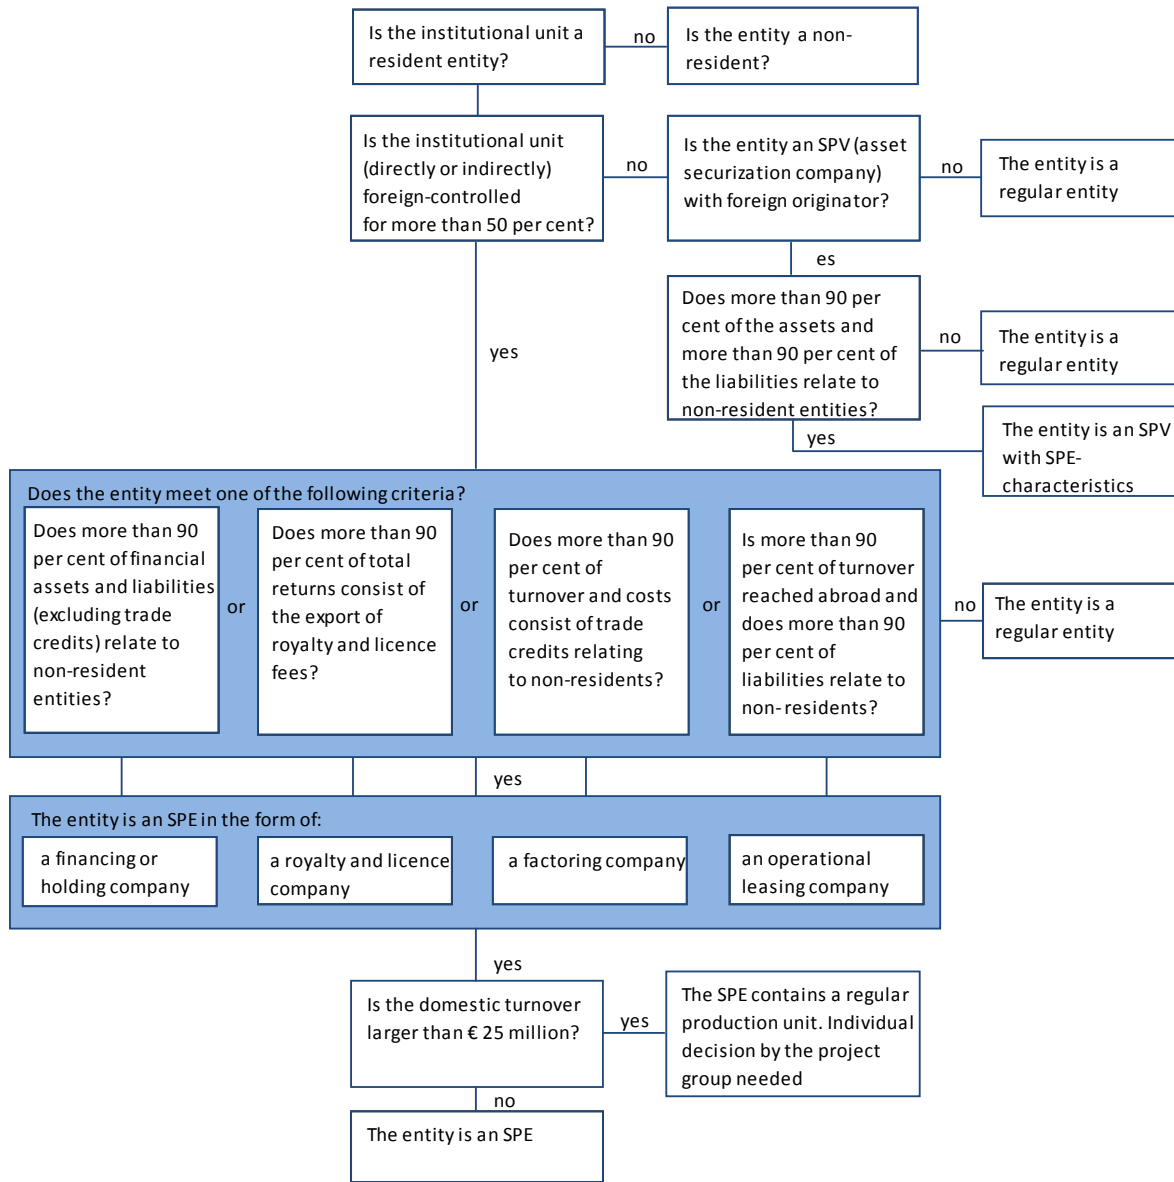 Is the institutional unit a
resident entity?
no
Is the entity  a non-
resident?
Is the institutional unit
(directly or indirectly)
foreign-controlled
for more than 50 per cent?
no
Is the entity an SPV (asset
securization company)
with foreign originator?
no
The entity is a
regular entity
es
Does more than 90 per
cent of the assets and
more than 90 per cent of
the liabilities relate to
non-resident entities?
no
The entity is a
regular entity
yes
yes
The entity is an SPV
with SPE-
characteristics
Does the entity meet one of the following criteria?
Does more than 90
per cent of financial
assets and liabilities
(excluding trade
credits) relate to
non-resident
entities?
or
Does more than 90
per cent of total
returns consist of
the export of
royalty and licence
fees?
or
Does more than 90
per cent of
turnover and costs
consist of trade
credits relating
to non-residents?
or
Is more than 90
per cent of turnover
reached abroad and
does more than 90
per cent of
liabilities relate to
non- residents?
no
The entity is a
regular entity
yes
The entity is an SPE in the form of:
a financing or
holding company
a royalty and licence
company
a factoring company
an operational
leasing company
yes
Is the domestic turnover
larger than € 25 million?
yes
The SPE contains a regular
production unit. Individual
decision by the project
group needed
no
The entity is an SPE